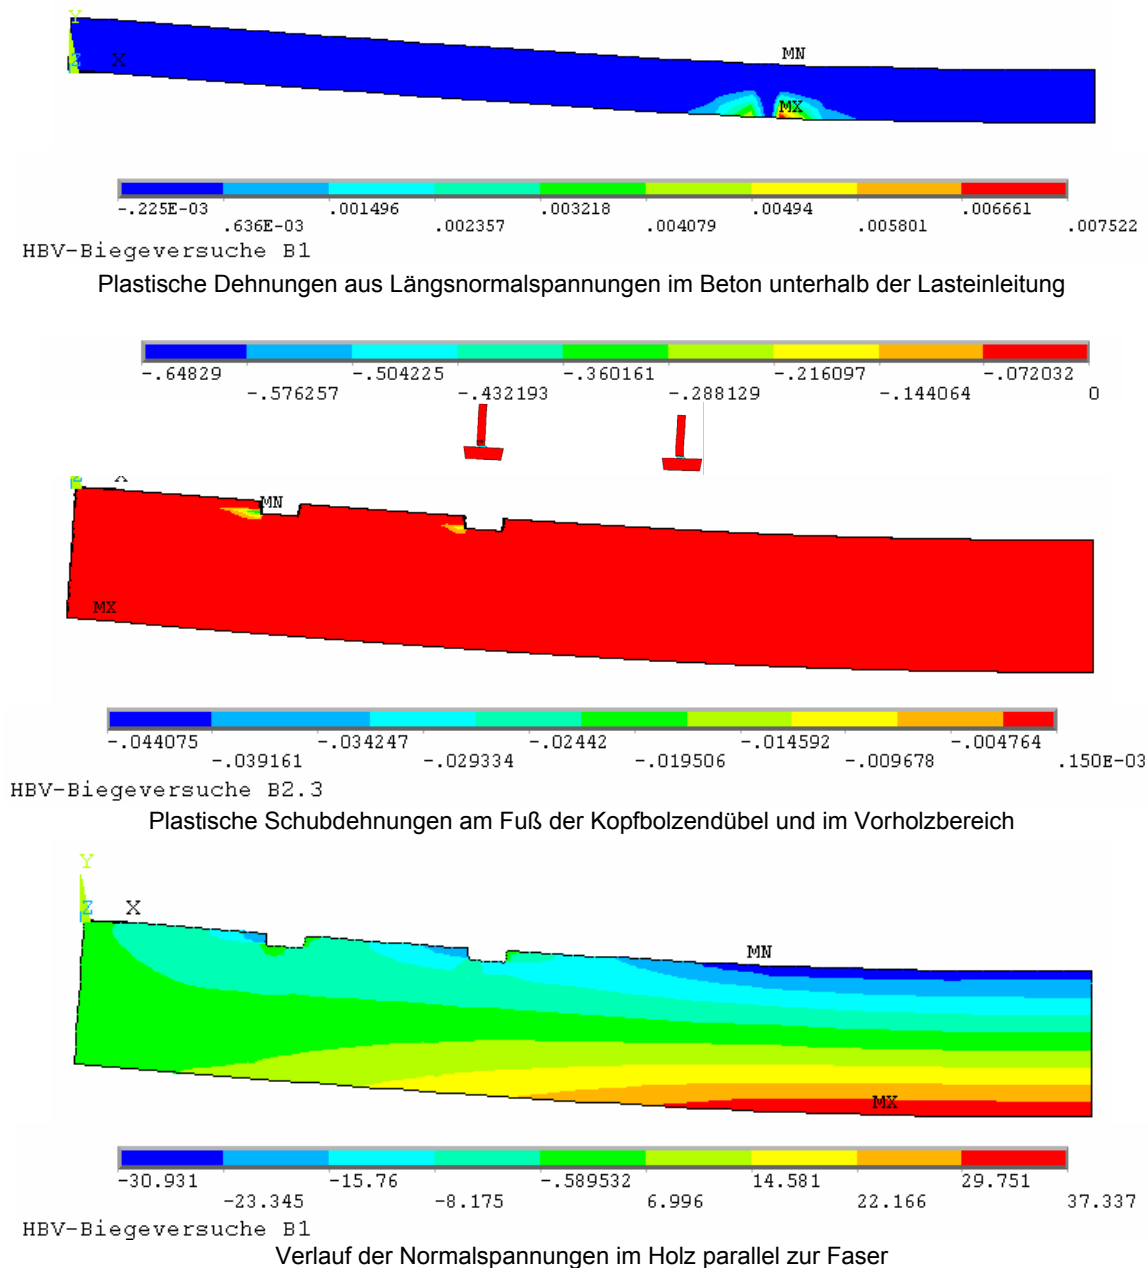 Y
MN
Z X
MX
-.225E-03 .001496 .003218 .00494 .006661
.636E-03 .002357 .004079 .005801 .007522
HBV-Biegeversuche B1
Plastische Dehnungen aus Längsnormalspannungen im Beton unterhalb der Lasteinleitung
-.64829 -.504225 -.360161 -.216097 -.072032
-.576257 -.432193 -.288129 -.144064 0
MN
MX
-.044075 -.034247 -.02442 -.014592 -.004764
-.039161 -.029334 -.019506 -.009678 .150E-03
HBV-Biegeversuche B2.3
Plastische Schubdehnungen am Fuß der Kopfbolzendübel und im Vorholzbereich
Y
Z X
MN
MX
-30.931 -15.76 -.589532 14.581 29.751
-23.345 -8.175 6.996 22.166 37.337
HBV-Biegeversuche B1
Verlauf der Normalspannungen im Holz parallel zur Faser